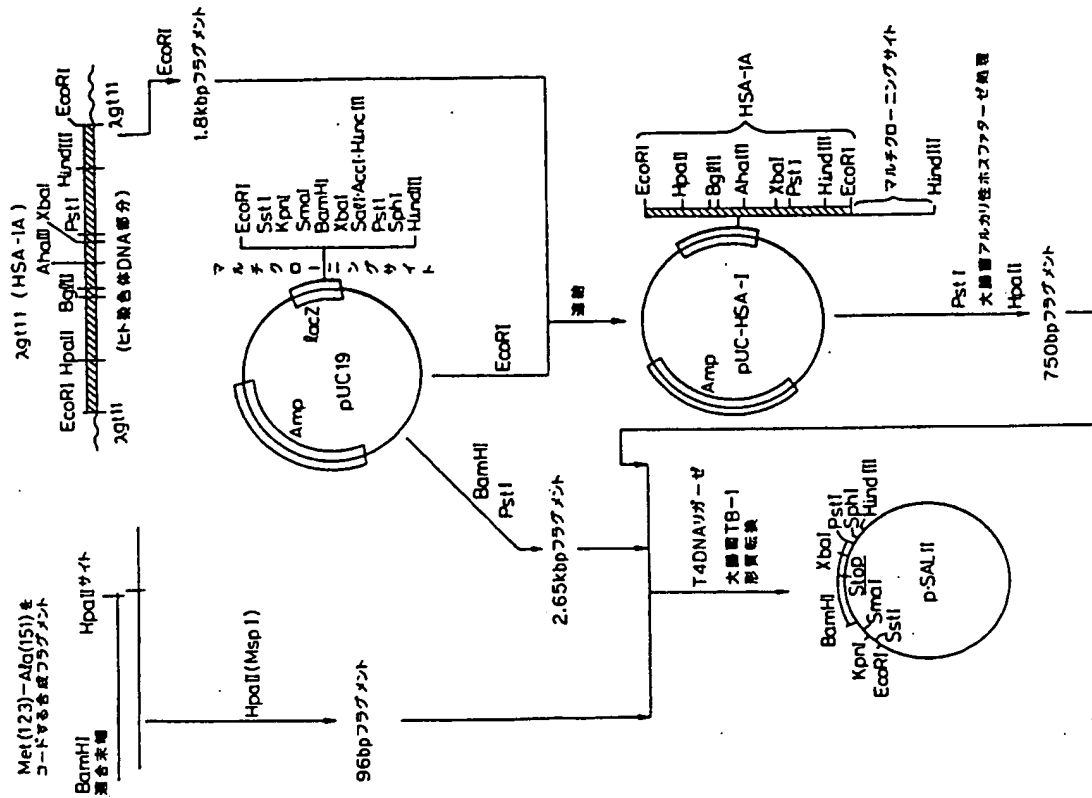 λgt11 (HSA-IA)
EcoRI HpaII BglII AhaIII XbaI PstI HindIII EcoRI
λgt11
λgt11
(ヒト染色体DNA部分)
EcoRI
1.8kbpフラグメント
Met(123)-Ala(151)を
コードする合成フラグメント
BamHI
適合末端
HpaIIサイト
HpaII(MspI)
96bpフラグメント
Amp
lacZ
pUC19
マルチクローニングサイト
EcoRI
SstI
KpnI
SmaI
BamHI
XbaI
SalI・AccI・HincII
PstI
SphI
HindIII
BamHI
PstI
2.65kbpフラグメント
EcoRI
連結
Amp
pUC-HSA-I
EcoRI
HpaII
BglII
AhaIII
XbaI
PstI
HindIII
EcoRI
HSA-IA
マルチクローニングサイト
HindIII
PstI
大腸菌アルカリ性ホスファターゼ処理
HpaII
750bpフラグメント
T4DNAリガーゼ
大腸菌TB-1
形質転換
BamHI
XbaI
PstI
SphI
HindIII
Stop
KpnI
SmaI
EcoRI
SstI
p-SALII